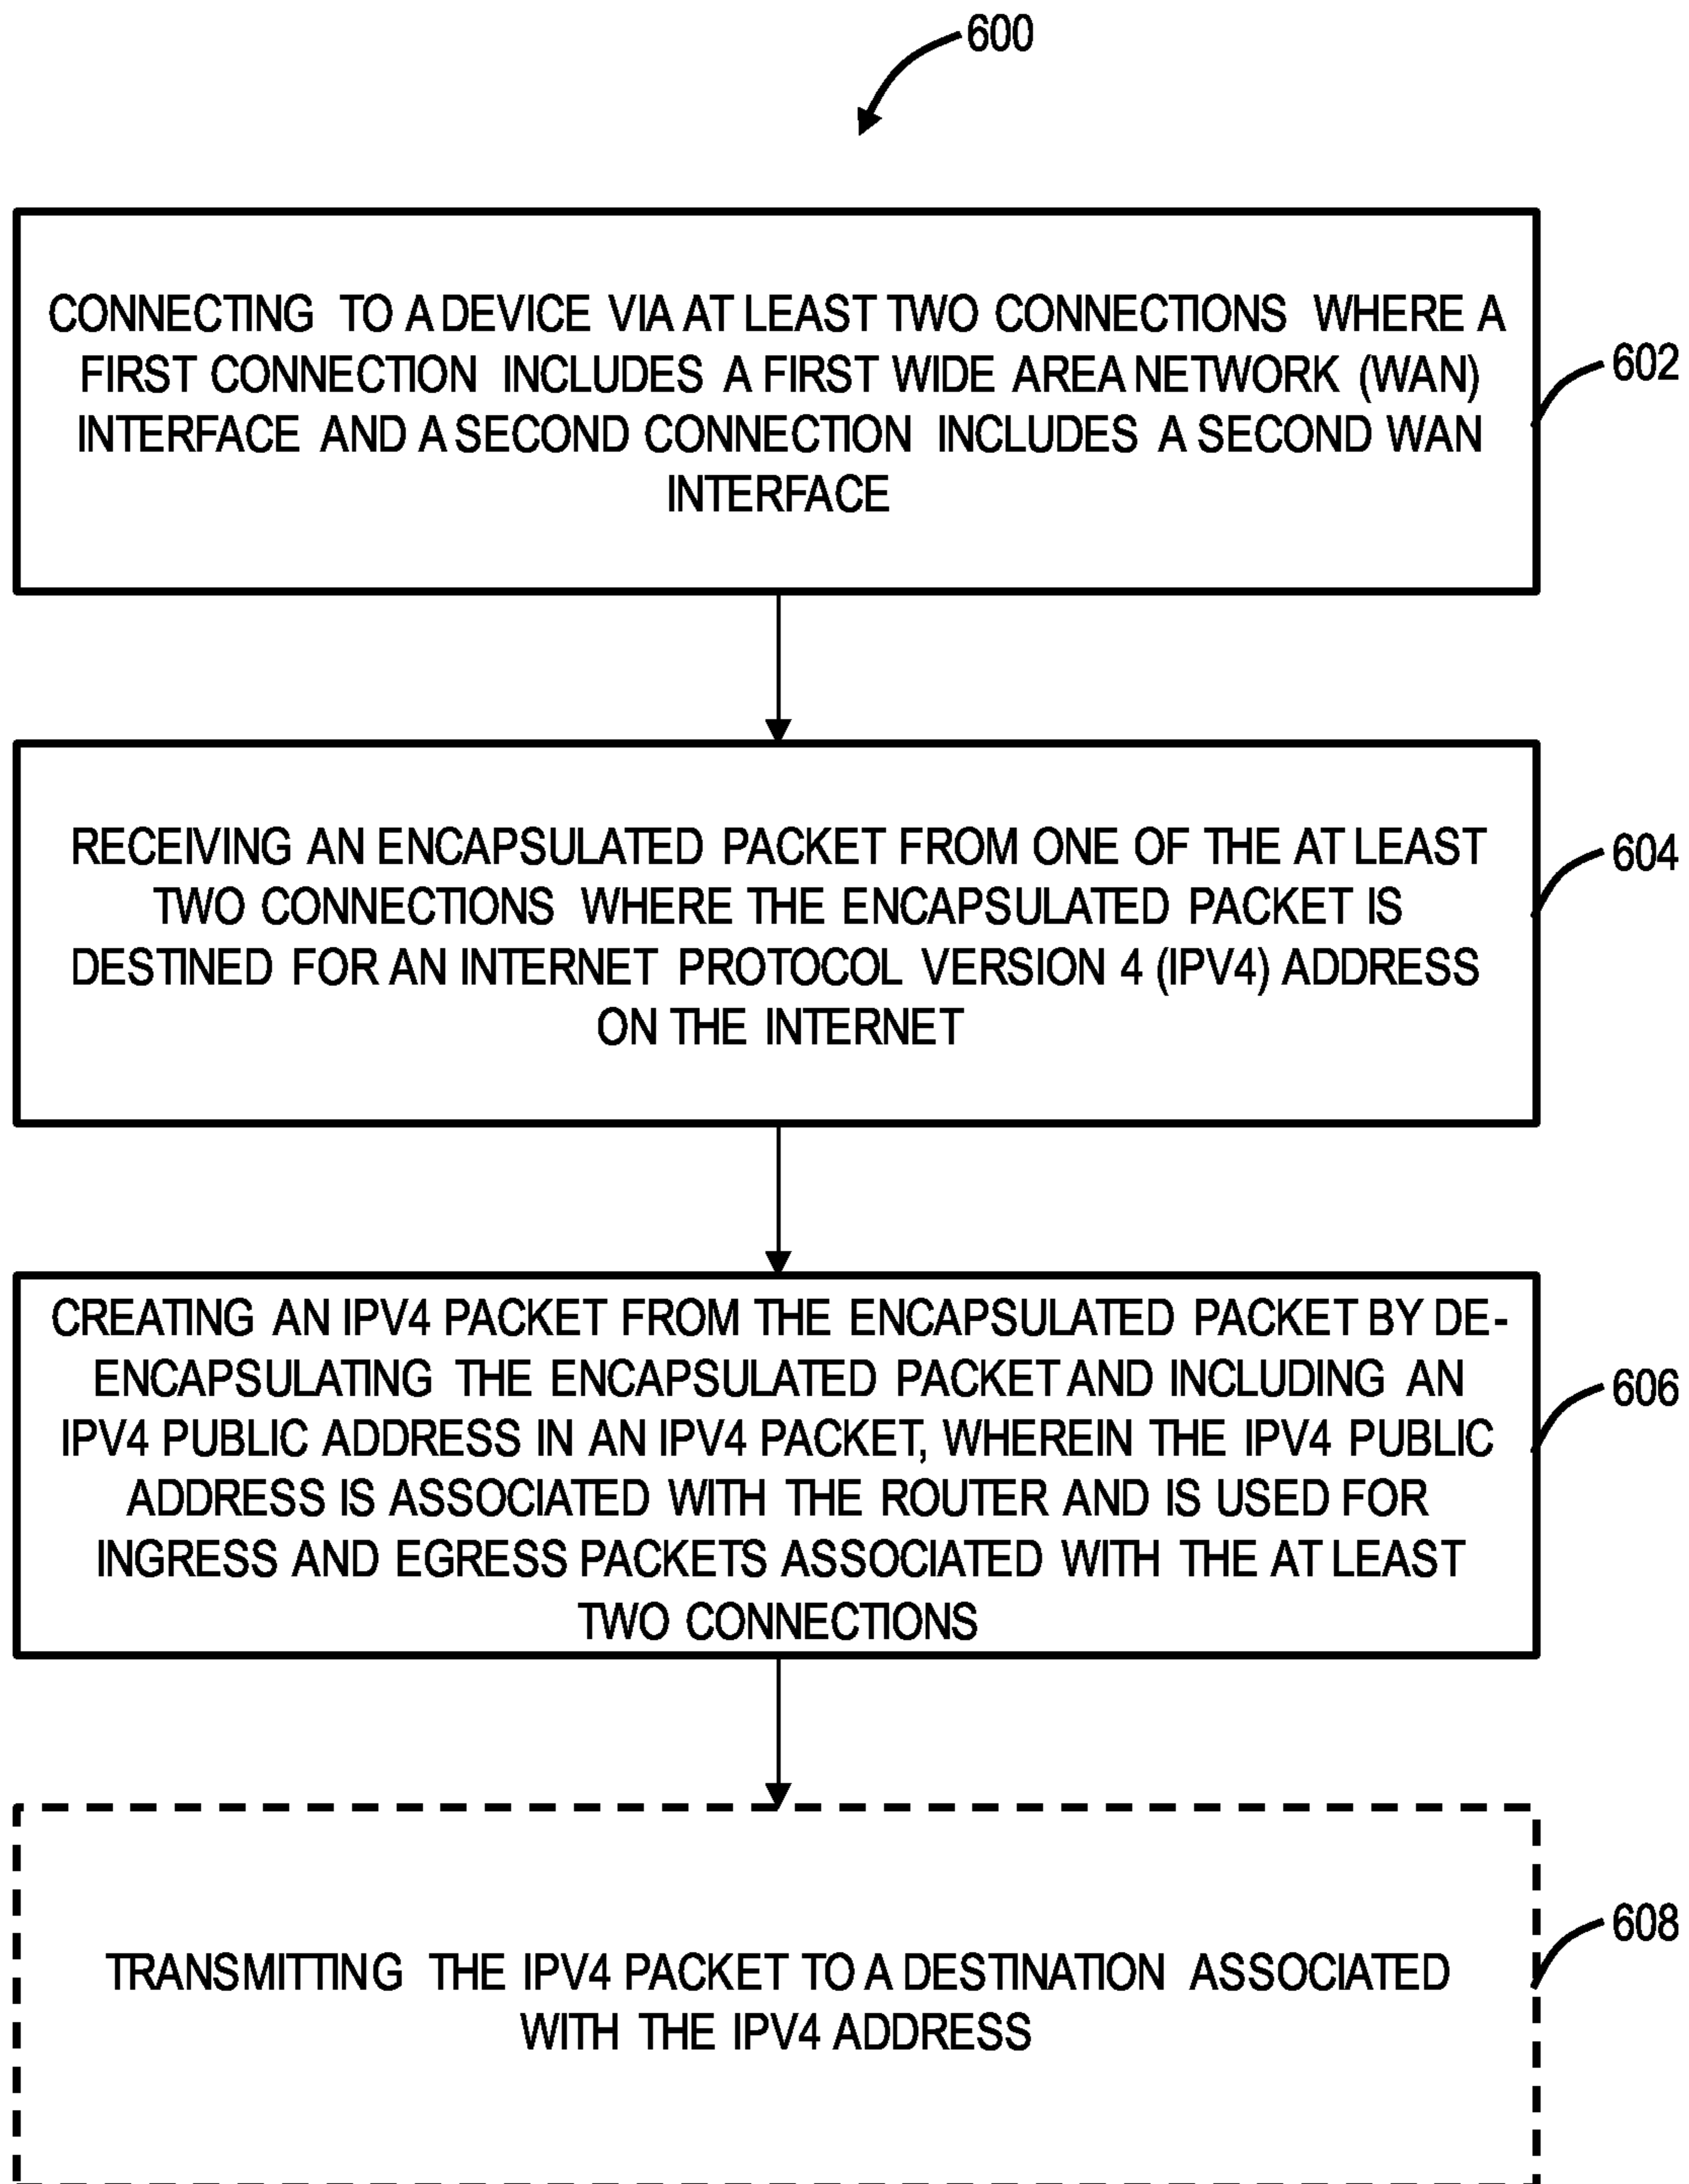 600
CONNECTING TO A DEVICE VIA AT LEAST TWO CONNECTIONS WHERE A
FIRST CONNECTION INCLUDES A FIRST WIDE AREA NETWORK (WAN)
INTERFACE AND A SECOND CONNECTION INCLUDES A SECOND WAN
INTERFACE
602
RECEIVING AN ENCAPSULATED PACKET FROM ONE OF THE AT LEAST
TWO CONNECTIONS WHERE THE ENCAPSULATED PACKET IS
DESTINED FOR AN INTERNET PROTOCOL VERSION 4 (IPV4) ADDRESS
ON THE INTERNET
604
CREATING AN IPV4 PACKET FROM THE ENCAPSULATED PACKET BY DE-
ENCAPSULATING THE ENCAPSULATED PACKET AND INCLUDING AN
IPV4 PUBLIC ADDRESS IN AN IPV4 PACKET, WHEREIN THE IPV4 PUBLIC
ADDRESS IS ASSOCIATED WITH THE ROUTER AND IS USED FOR
INGRESS AND EGRESS PACKETS ASSOCIATED WITH THE AT LEAST
TWO CONNECTIONS
606
TRANSMITTING THE IPV4 PACKET TO A DESTINATION ASSOCIATED
WITH THE IPV4 ADDRESS
608